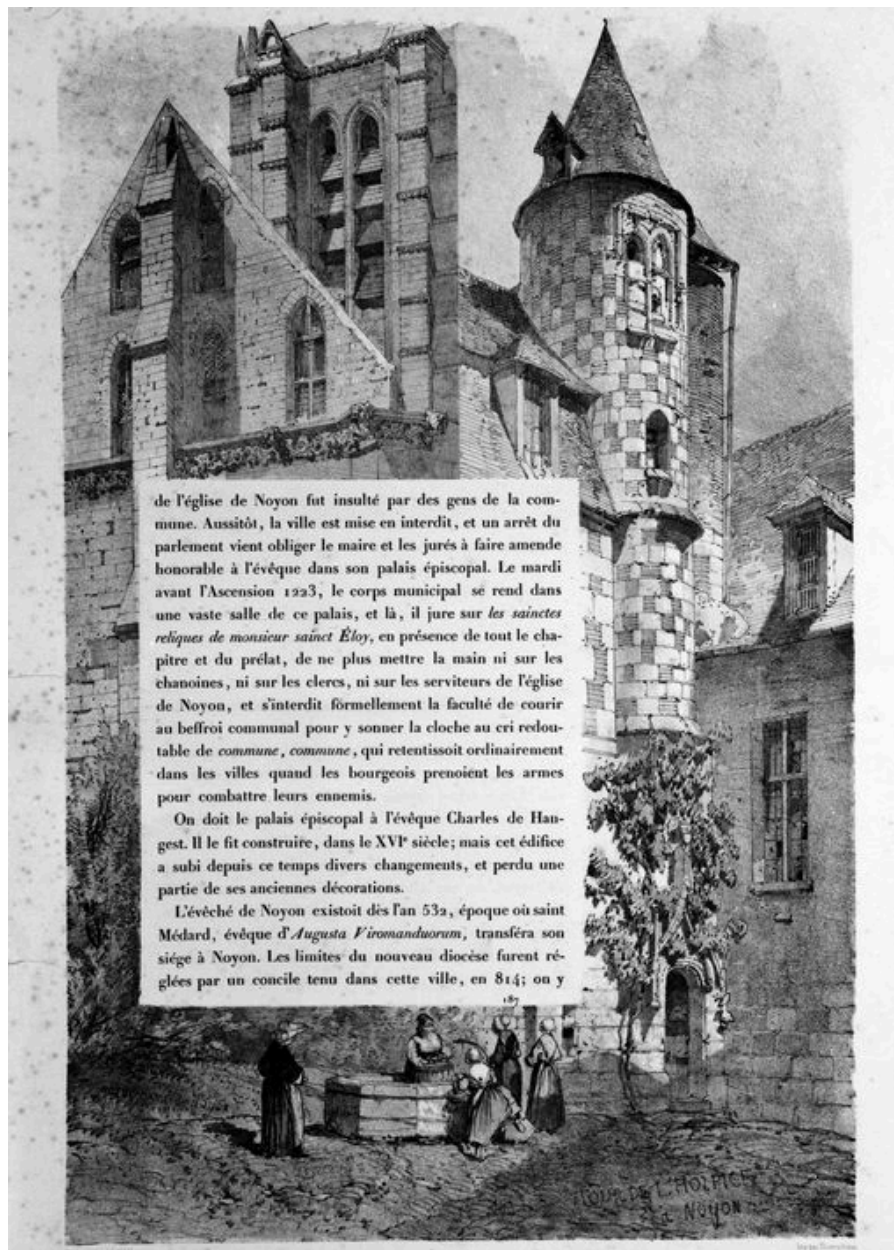 de l'église de Noyon fut insulté par des gens de la com-
mune. Aussitôt, la ville est mise en interdit, et un arrêt du
parlement vient obliger le maire et les jurés à faire amende
honorable à l'évêque dans son palais épiscopal. Le mardi
avant l'Ascension 1223, le corps municipal se rend dans
une vaste salle de ce palais, et là, il jure sur les sainctes
reliques de monsieur sainct Éloy, en présence de tout le cha-
pitre et du prélat, de ne plus mettre la main ni sur les
chanoines, ni sur les clercs, ni sur les serviteurs de l'église
de Noyon, et s'interdit formellement la faculté de courir
au beffroi communal pour y sonner la cloche au cri redou-
table de commune, commune, qui retentissoit ordinairement
dans les villes quand les bourgeois prenoient les armes
pour combattre leurs ennemis.
On doit le palais épiscopal à l'évêque Charles de Han-
gest. Il le fit construire, dans le XVIe siècle; mais cet édifice
a subi depuis ce temps divers changements, et perdu une
partie de ses anciennes décorations.
L'évêché de Noyon existoit dès l'an 532, époque où saint
Médard, évêque d'Augusta Viromanduorum, transféra son
siége à Noyon. Les limites du nouveau diocèse furent ré-
glées par un concile tenu dans cette ville, en 814; on y
187
COUR DE L'HOSPICE
à NOYON